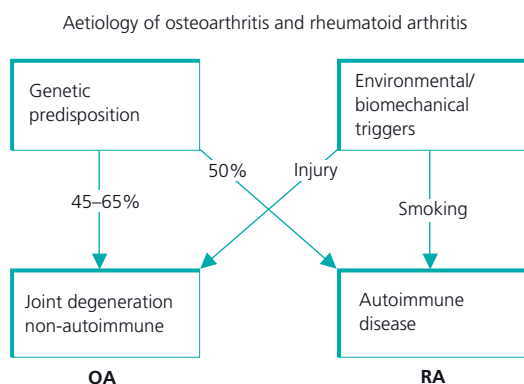 Aetiology of osteoarthritis and rheumatoid arthritis
Genetic
predisposition
Environmental/
biomechanical
triggers
50%
Injury
45–65%
Smoking
Joint degeneration
non-autoimmune
Autoimmune
disease
OA
RA